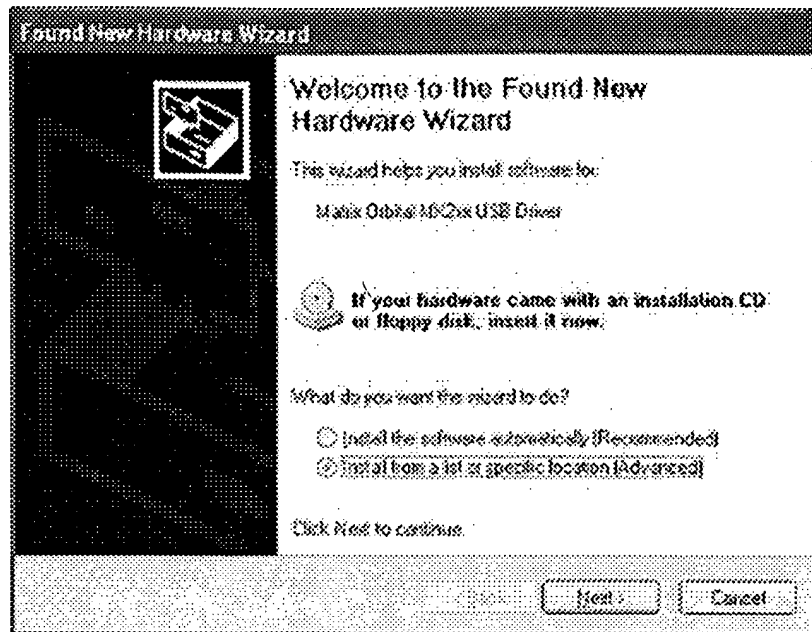 Found New Hardware Wizard
Welcome to the Found New
Hardware Wizard
This wizard helps you install software for:
Matrix Orbital MX2xx USB Driver
If your hardware came with an installation CD
or floppy disk, insert it now.
What do you want the wizard to do?
Install the software automatically (Recommended)
Install from a list or specific location (Advanced)
Click Next to continue.
Next >
Cancel